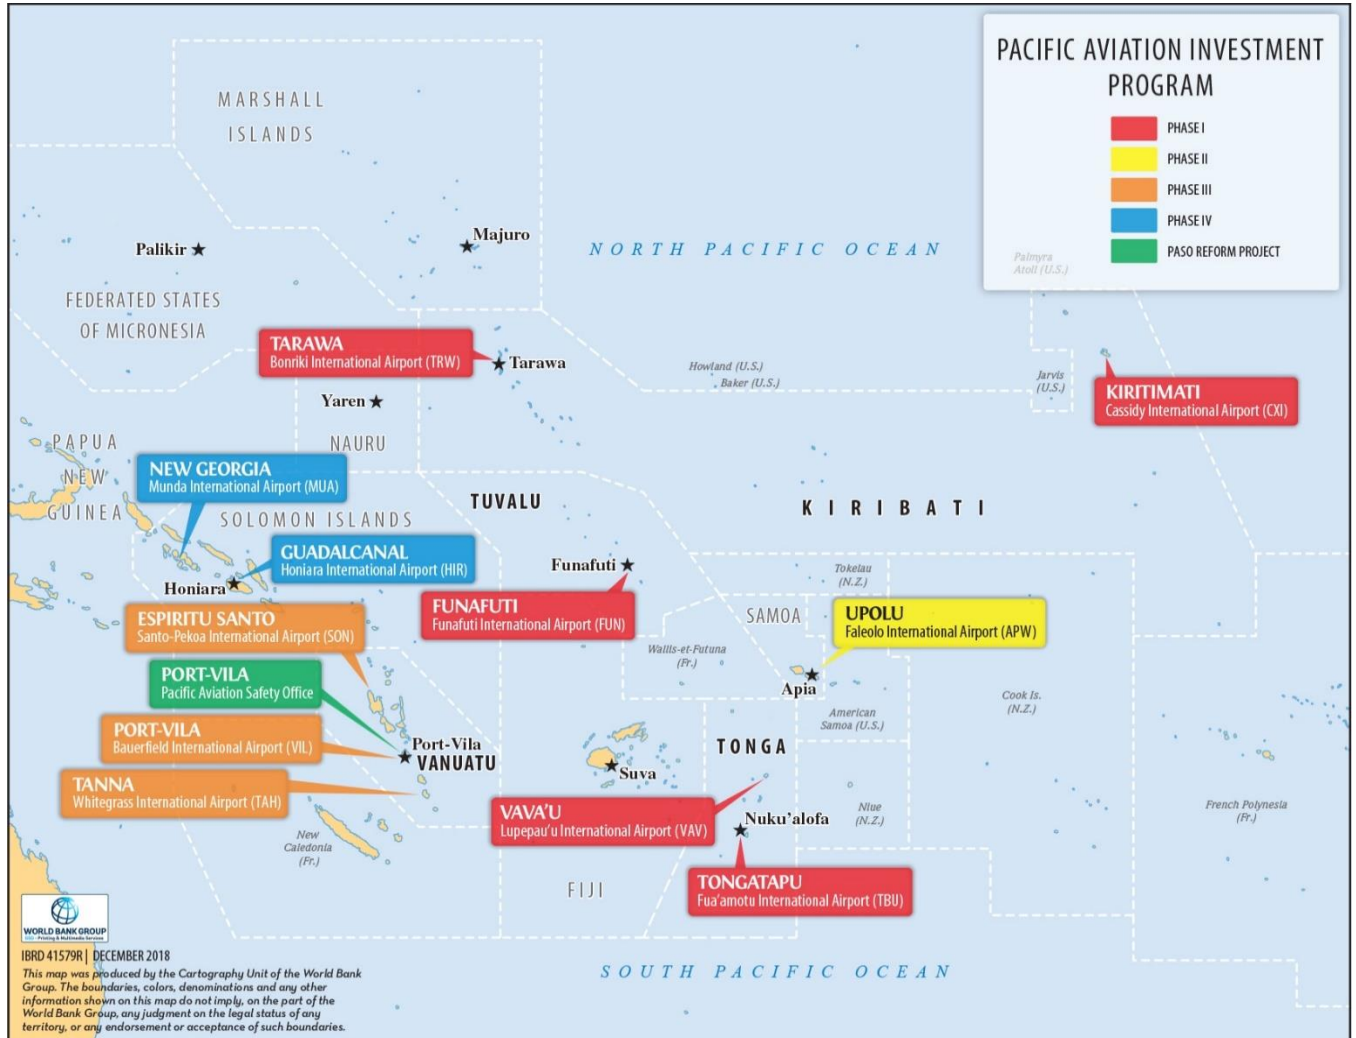 PACIFIC AVIATION INVESTMENT
PROGRAM
PHASE I
PHASE II
PHASE III
PHASE IV
PASO REFORM PROJECT
MARSHALL
ISLANDS
Majuro
Palikir
NORTH PACIFIC OCEAN
Palmyra
Atoll (U.S.)
FEDERATED STATES
OF MICRONESIA
TARAWA
Bonriki International Airport (TRW)
Tarawa
Howland (U.S.)
Baker (U.S.)
Jarvis
(U.S.)
KIRITIMATI
Cassidy International Airport (CXI)
Yaren
NAURU
PAPUA
NEW
GUINEA
NEW GEORGIA
Munda International Airport (MUA)
SOLOMON ISLANDS
TUVALU
KIRIBATI
GUADALCANAL
Honiara International Airport (HIR)
Honiara
Funafuti
Tokelau
(N.Z.)
FUNAFUTI
Funafuti International Airport (FUN)
SAMOA
UPOLU
Faleolo International Airport (APW)
ESPIRITU SANTO
Santo-Pekoa International Airport (SON)
Wallis-et-Futuna
(Fr.)
PORT-VILA
Pacific Aviation Safety Office
Apia
Cook Is.
(N.Z.)
American
Samoa (U.S.)
PORT-VILA
Bauerfield International Airport (VIL)
Port-Vila
VANUATU
TONGA
Suva
TANNA
Whitegrass International Airport (TAH)
VAVA'U
Lupepau'u International Airport (VAV)
Nuku'alofa
Niue
(N.Z.)
French Polynesia
(Fr.)
New
Caledonia
(Fr.)
FIJI
TONGATAPU
Fua'amotu International Airport (TBU)
SOUTH PACIFIC OCEAN
WORLD BANK GROUP
Printing & Multimedia Services
IBRD 41579R | DECEMBER 2018
This map was produced by the Cartography Unit of the World Bank
Group. The boundaries, colors, denominations and any other
information shown on this map do not imply, on the part of the
World Bank Group, any judgment on the legal status of any
territory, or any endorsement or acceptance of such boundaries.